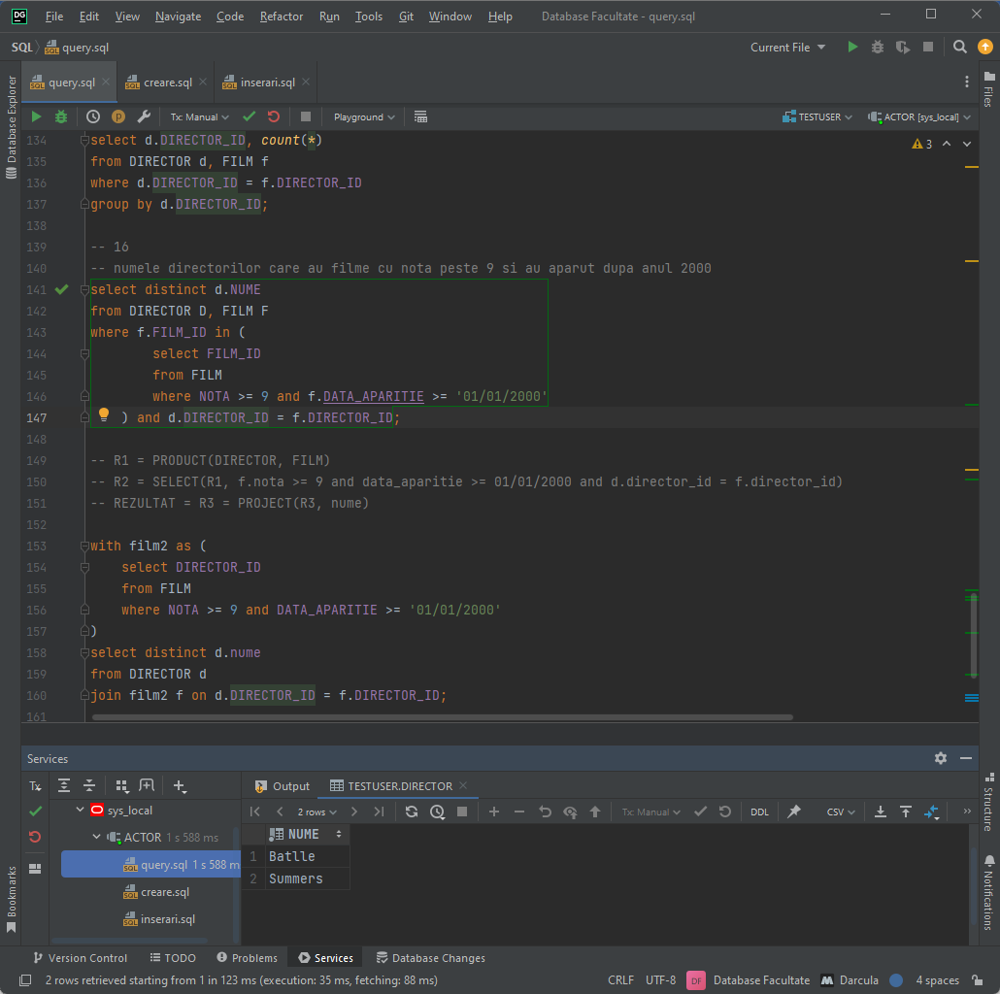 DG File Edit View Navigate Code Refactor Run Tools Git Window Help Database Facultate - query.sql
SQL query.sql Current File
query.sql creare.sql inserari.sql
Tx: Manual Playground TESTUSER ACTOR [sys_local]
Database Explorer
Files
3
134 select d.DIRECTOR_ID, count(*)
135 from DIRECTOR d, FILM f
136 where d.DIRECTOR_ID = f.DIRECTOR_ID
137 group by d.DIRECTOR_ID;
138
139 -- 16
140 -- numele directorilor care au filme cu nota peste 9 si au aparut dupa anul 2000
141 select distinct d.NUME
142 from DIRECTOR D, FILM F
143 where f.FILM_ID in (
144 select FILM_ID
145 from FILM
146 where NOTA >= 9 and f.DATA_APARITIE >= '01/01/2000'
147 ) and d.DIRECTOR_ID = f.DIRECTOR_ID;
148
149 -- R1 = PRODUCT(DIRECTOR, FILM)
150 -- R2 = SELECT(R1, f.nota >= 9 and data_aparitie >= 01/01/2000 and d.director_id = f.director_id)
151 -- REZULTAT = R3 = PROJECT(R3, nume)
152
153 with film2 as (
154 select DIRECTOR_ID
155 from FILM
156 where NOTA >= 9 and DATA_APARITIE >= '01/01/2000'
157 )
158 select distinct d.nume
159 from DIRECTOR d
160 join film2 f on d.DIRECTOR_ID = f.DIRECTOR_ID;
161
Services
Tx
sys_local
ACTOR 1 s 588 ms
query.sql 1 s 588 m
creare.sql
inserari.sql
Output TESTUSER.DIRECTOR
2 rows Tx: Manual DDL CSV
NUME
1 Batlle
2 Summers
Structure
Notifications
Bookmarks
Version Control TODO Problems Services Database Changes
2 rows retrieved starting from 1 in 123 ms (execution: 35 ms, fetching: 88 ms) CRLF UTF-8 DF Database Facultate Darcula 4 spaces